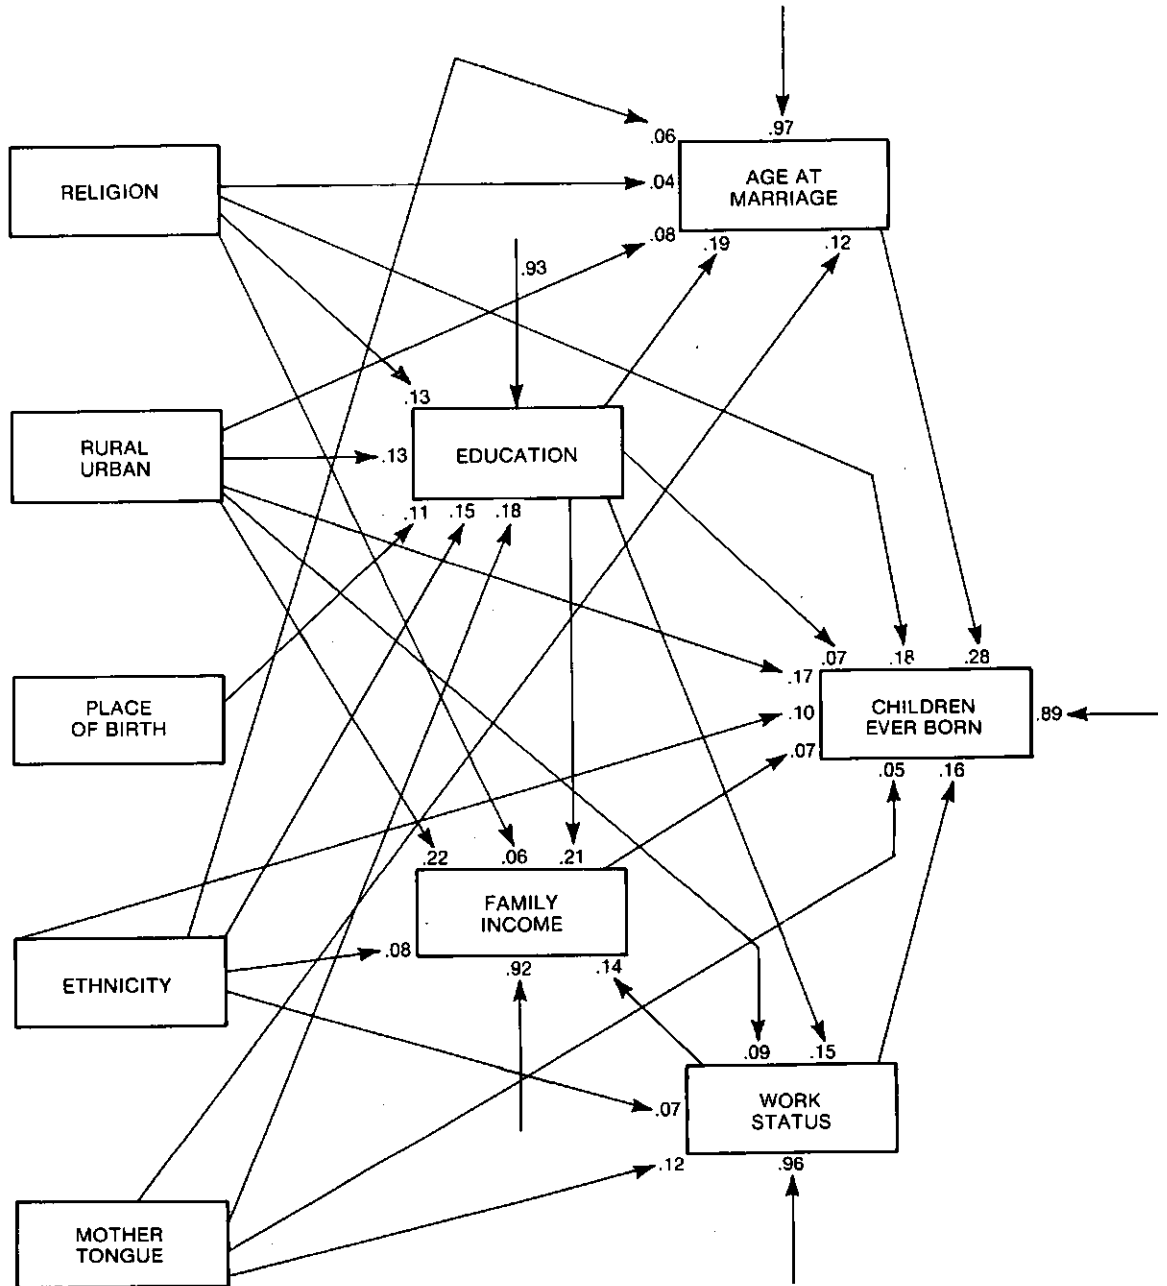 .06
.97
RELIGION
.04
AGE AT
MARRIAGE
.08
.19
.12
.93
.13
RURAL
URBAN
.13
EDUCATION
.11
.15
.18
PLACE
OF BIRTH
.07
.18
.28
.17
.10
CHILDREN
EVER BORN
.89
.07
.05
.16
.22
.06
.21
FAMILY
INCOME
ETHNICITY
.08
.92
.14
.09
.15
.07
WORK
STATUS
.12
.96
MOTHER
TONGUE